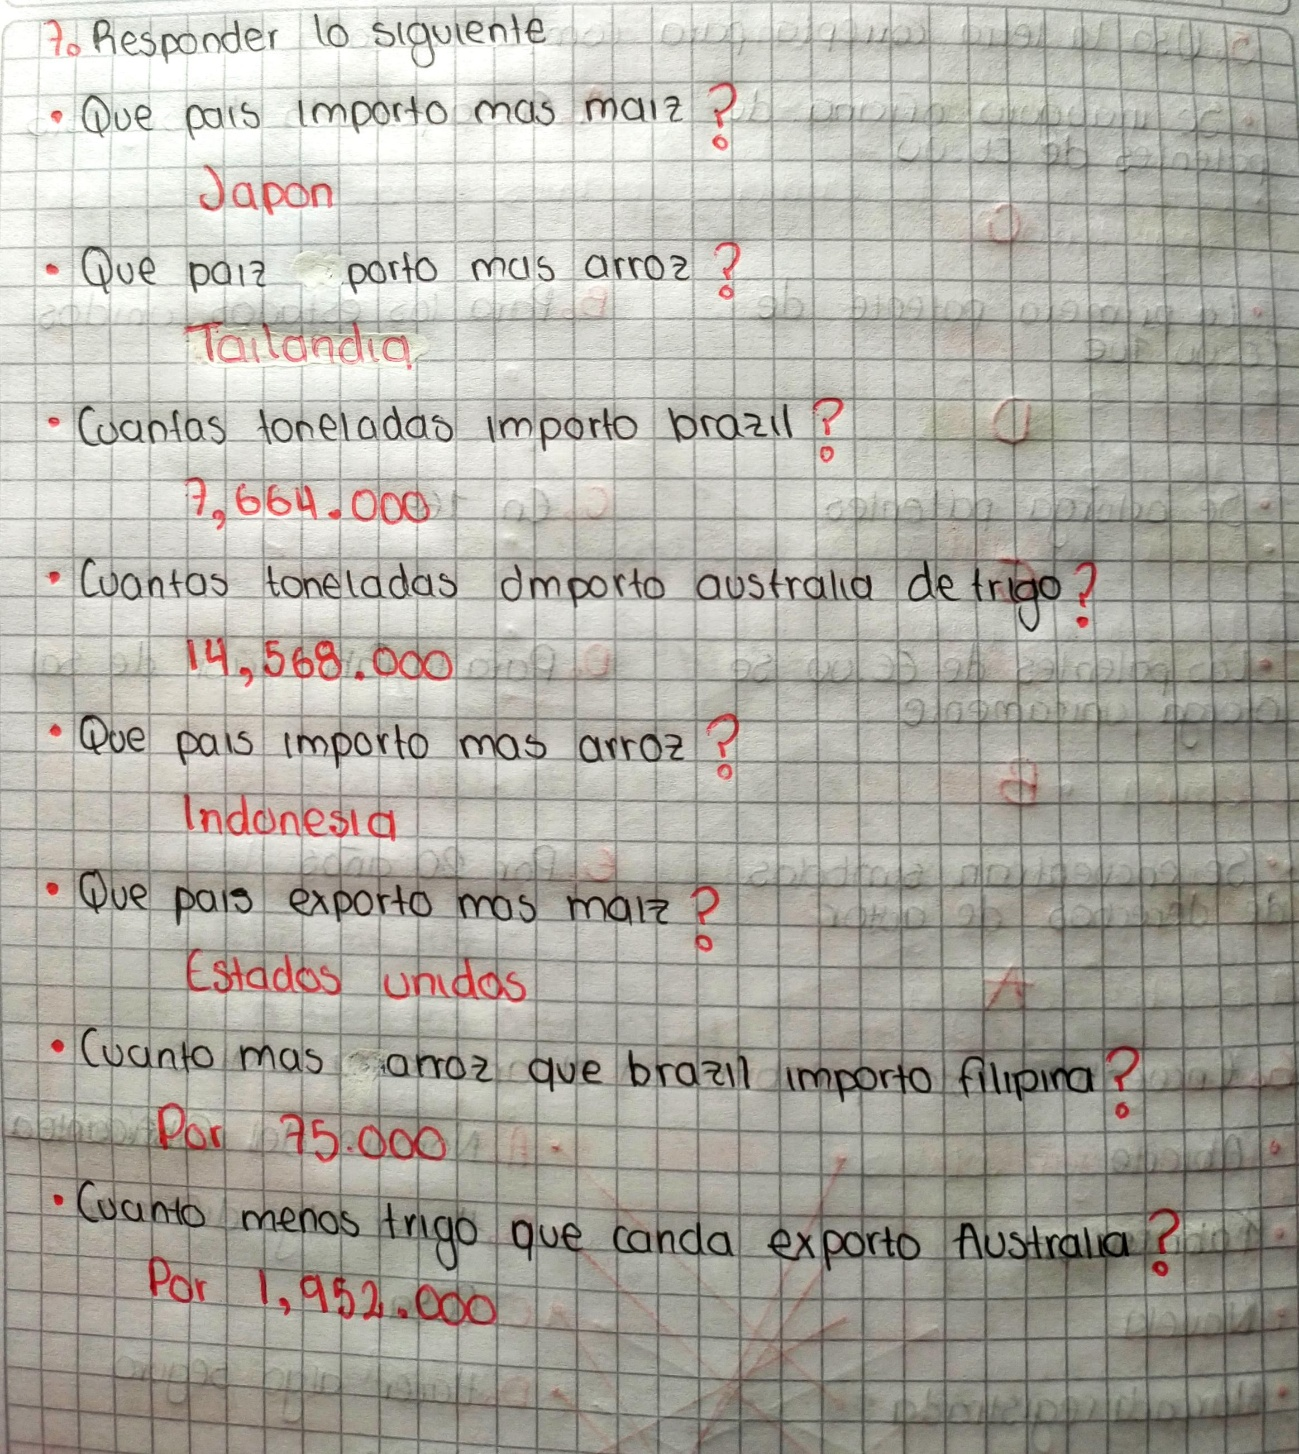 7. Responder lo siguiente
• Que pais importo mas maiz?
Japon
• Que paiz porto mas arroz?
Tailandia
• Cuantas toneladas importo brazil?
7,664.000
• Cuantas toneladas omporto australia de trigo?
14,568.000
• Que pais importo mas arroz?
Indonesia
• Que pais exporto mas maiz?
Estados unidos
• Cuanto mas arroz que brazil importo filipina?
Por 75.000
• Cuanto menos trigo que canda exporto Australia?
Por 1,952.000